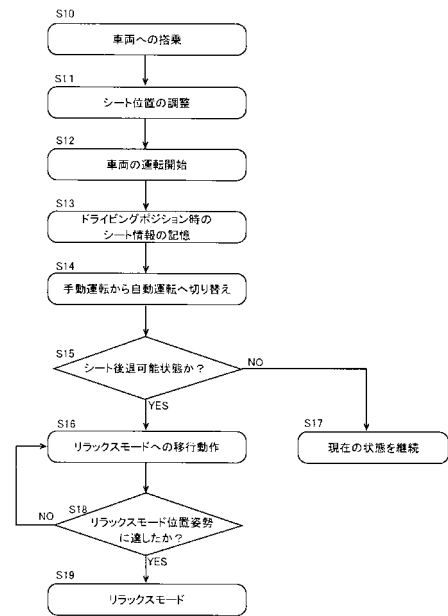 S10
車両への搭乗
S11
シート位置の調整
S12
車両の運転開始
S13
ドライビングポジション時の
シート情報の記憶
S14
手動運転から自動運転へ切り替え
S15
シート後退可能状態か?
NO
YES
S16
リラックスモードへの移行動作
S17
現在の状態を継続
S18
リラックスモード位置姿勢
に達したか?
NO
YES
S19
リラックスモード